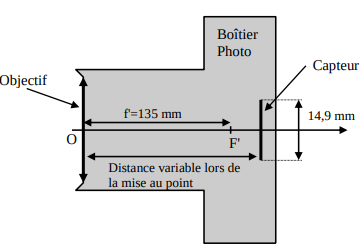 Boîtier
Photo
Capteur
Objectif
f'=135 mm
14,9 mm
O
F'
Distance variable lors de
la mise au point